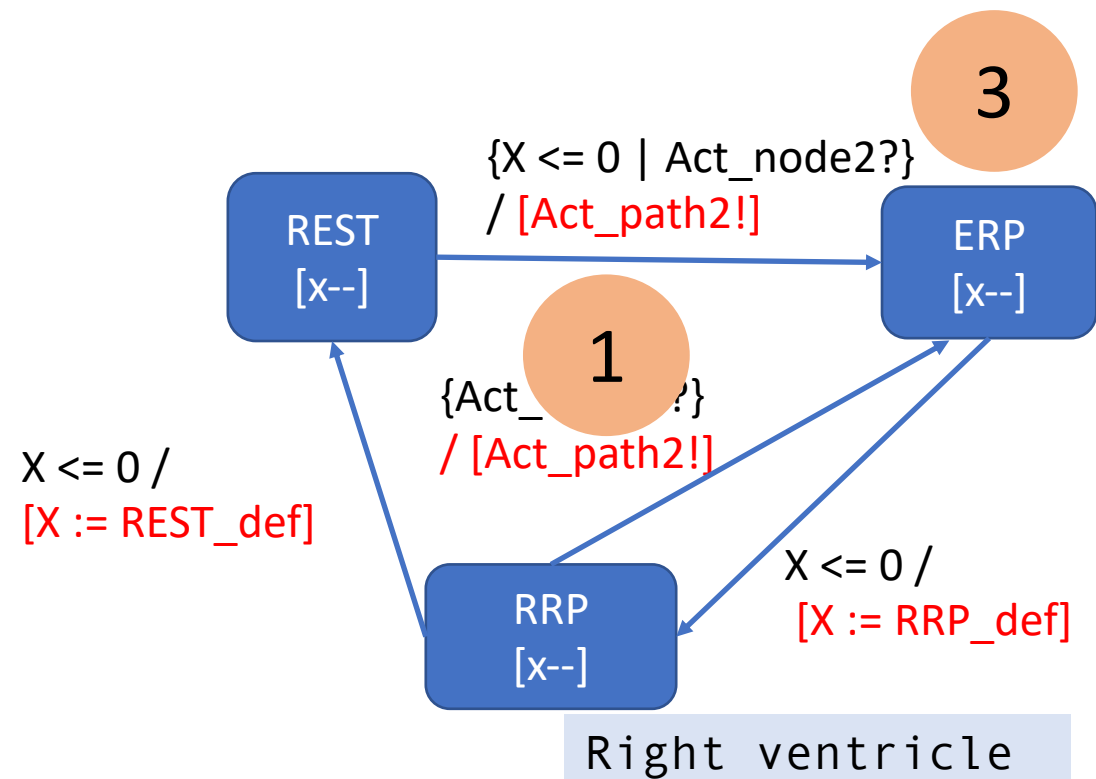 3
{X <= 0 | Act_node2?}
/ [Act_path2!]
REST
[x--]
ERP
[x--]
1
{Act_ ?}
/ [Act_path2!]
X <= 0 /
[X := REST_def]
X <= 0 /
[X := RRP_def]
RRP
[x--]
Right ventricle